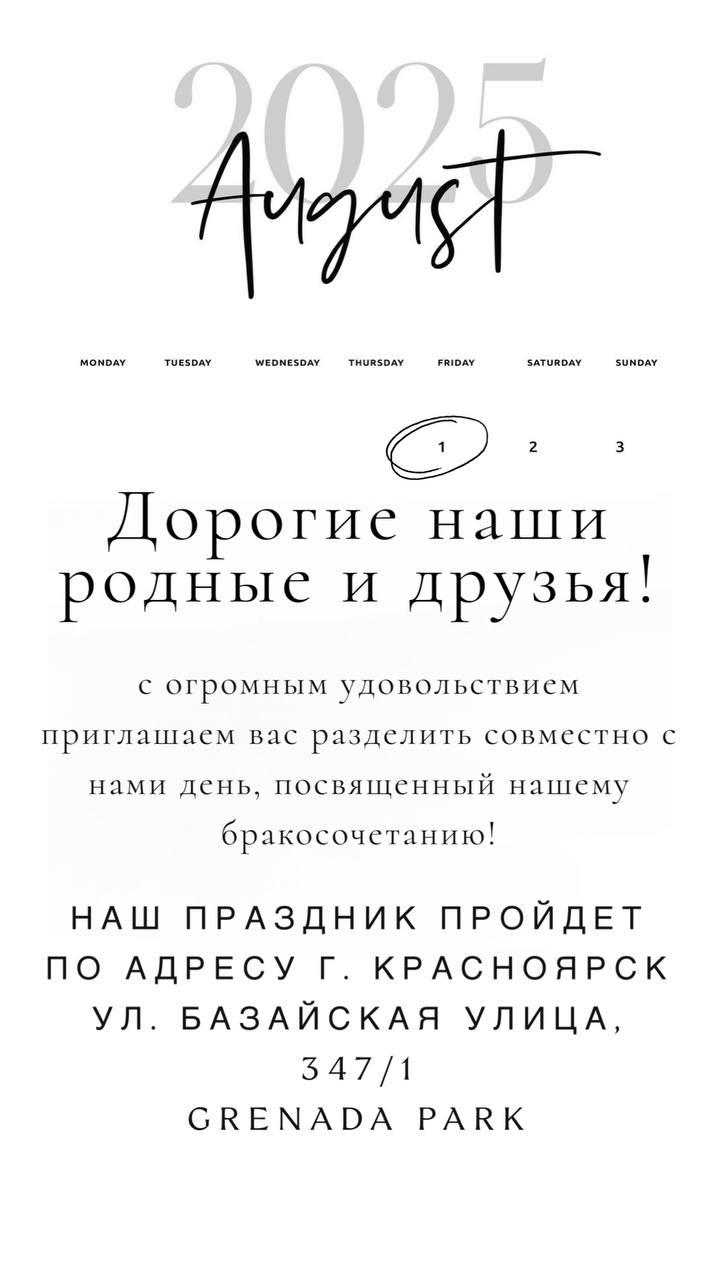 2025
August
MONDAY TUESDAY WEDNESDAY THURSDAY FRIDAY SATURDAY SUNDAY
1 2 3
Дорогие наши
родные и друзья!
с огромным удовольствием
приглашаем вас разделить совместно с
нами день, посвященный нашему
бракосочетанию!
НАШ ПРАЗДНИК ПРОЙДЕТ
ПО АДРЕСУ Г. КРАСНОЯРСК
УЛ. БАЗАЙСКАЯ УЛИЦА,
347/1
GRENADA PARK